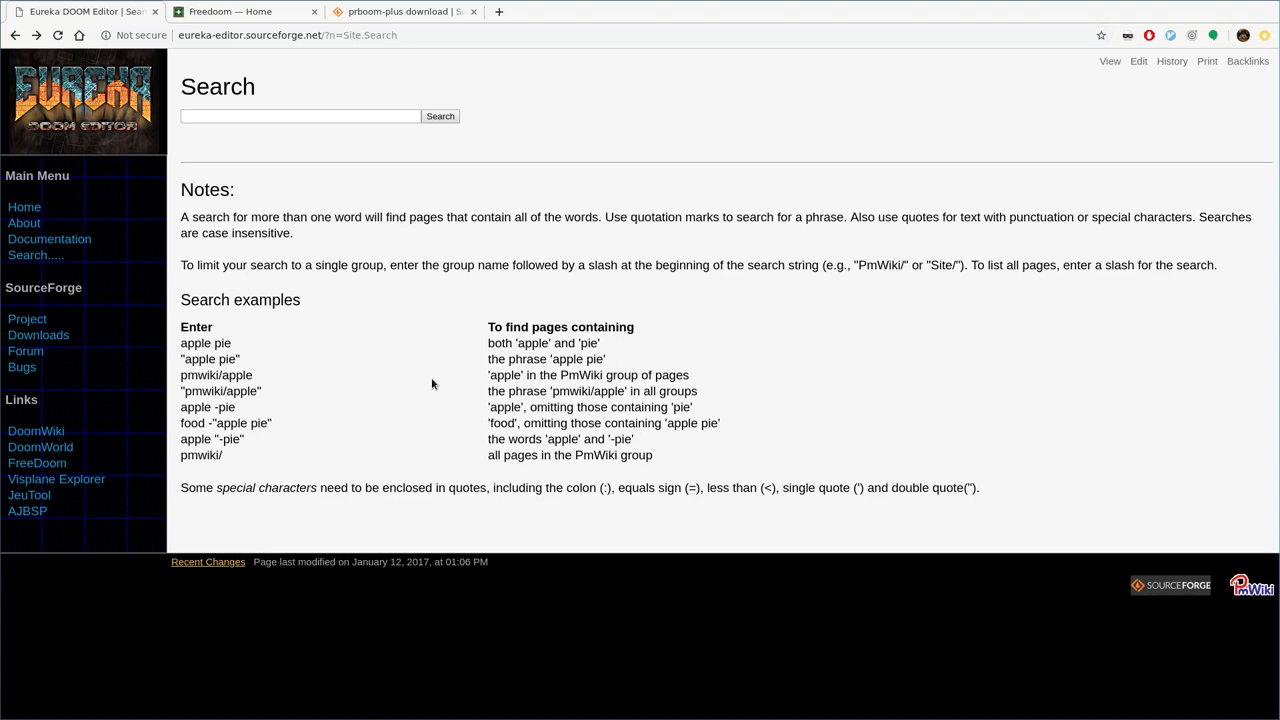 Eureka DOOM Editor | Sear
Freedoom — Home
prboom-plus download | S
Not secure | eureka-editor.sourceforge.net/?n=Site.Search
EUREKA
DOOM EDITOR
View Edit History Print Backlinks
Search
Search
Main Menu
Home
About
Documentation
Search.....
SourceForge
Project
Downloads
Forum
Bugs
Links
DoomWiki
DoomWorld
FreeDoom
Visplane Explorer
JeuTool
AJBSP
Notes:
A search for more than one word will find pages that contain all of the words. Use quotation marks to search for a phrase. Also use quotes for text with punctuation or special characters. Searches
are case insensitive.
To limit your search to a single group, enter the group name followed by a slash at the beginning of the search string (e.g., "PmWiki/" or "Site/"). To list all pages, enter a slash for the search.
Search examples
Enter To find pages containing
apple pie both 'apple' and 'pie'
"apple pie" the phrase 'apple pie'
pmwiki/apple 'apple' in the PmWiki group of pages
"pmwiki/apple" the phrase 'pmwiki/apple' in all groups
apple -pie 'apple', omitting those containing 'pie'
food -"apple pie" 'food', omitting those containing 'apple pie'
apple "-pie" the words 'apple' and '-pie'
pmwiki/ all pages in the PmWiki group
Some special characters need to be enclosed in quotes, including the colon (:), equals sign (=), less than (<), single quote (') and double quote(").
Recent Changes Page last modified on January 12, 2017, at 01:06 PM
SOURCEFORGE
PmWiki